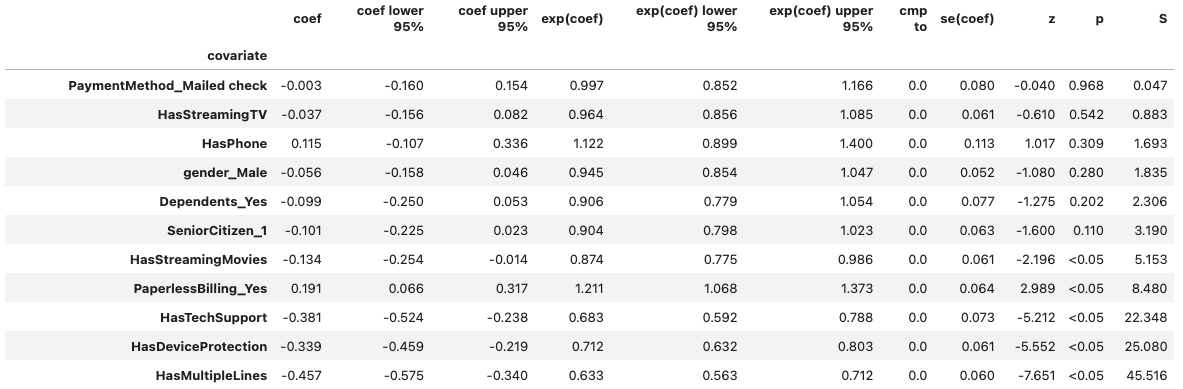 coef coef lower 95% coef upper 95% exp(coef) exp(coef) lower 95% exp(coef) upper 95% cmp to se(coef) z p S
covariate
PaymentMethod_Mailed check -0.003 -0.160 0.154 0.997 0.852 1.166 0.0 0.080 -0.040 0.968 0.047
HasStreamingTV -0.037 -0.156 0.082 0.964 0.856 1.085 0.0 0.061 -0.610 0.542 0.883
HasPhone 0.115 -0.107 0.336 1.122 0.899 1.400 0.0 0.113 1.017 0.309 1.693
gender_Male -0.056 -0.158 0.046 0.945 0.854 1.047 0.0 0.052 -1.080 0.280 1.835
Dependents_Yes -0.099 -0.250 0.053 0.906 0.779 1.054 0.0 0.077 -1.275 0.202 2.306
SeniorCitizen_1 -0.101 -0.225 0.023 0.904 0.798 1.023 0.0 0.063 -1.600 0.110 3.190
HasStreamingMovies -0.134 -0.254 -0.014 0.874 0.775 0.986 0.0 0.061 -2.196 <0.05 5.153
PaperlessBilling_Yes 0.191 0.066 0.317 1.211 1.068 1.373 0.0 0.064 2.989 <0.05 8.480
HasTechSupport -0.381 -0.524 -0.238 0.683 0.592 0.788 0.0 0.073 -5.212 <0.05 22.348
HasDeviceProtection -0.339 -0.459 -0.219 0.712 0.632 0.803 0.0 0.061 -5.552 <0.05 25.080
HasMultipleLines -0.457 -0.575 -0.340 0.633 0.563 0.712 0.0 0.060 -7.651 <0.05 45.516